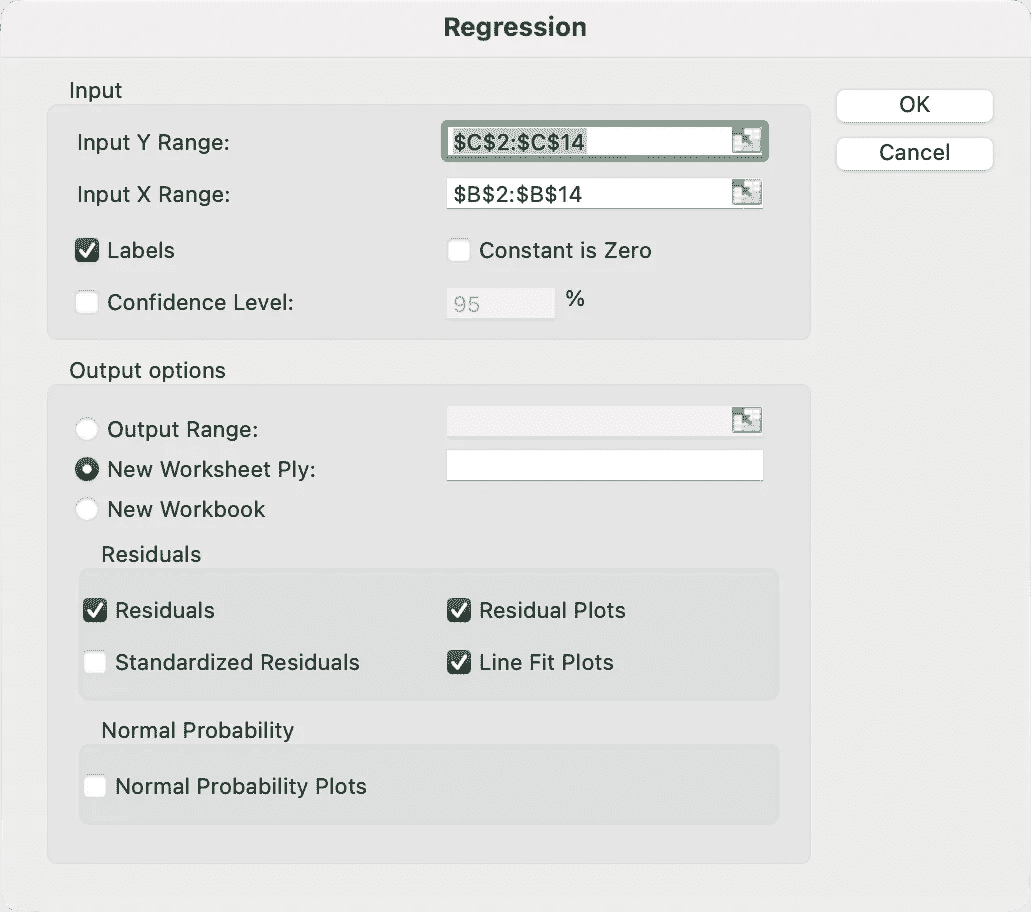 Regression
Input
OK
Input Y Range: $C$2:$C$14
Cancel
Input X Range: $B$2:$B$14
Labels Constant is Zero
Confidence Level: 95 %
Output options
Output Range:
New Worksheet Ply:
New Workbook
Residuals
Residuals Residual Plots
Standardized Residuals Line Fit Plots
Normal Probability
Normal Probability Plots